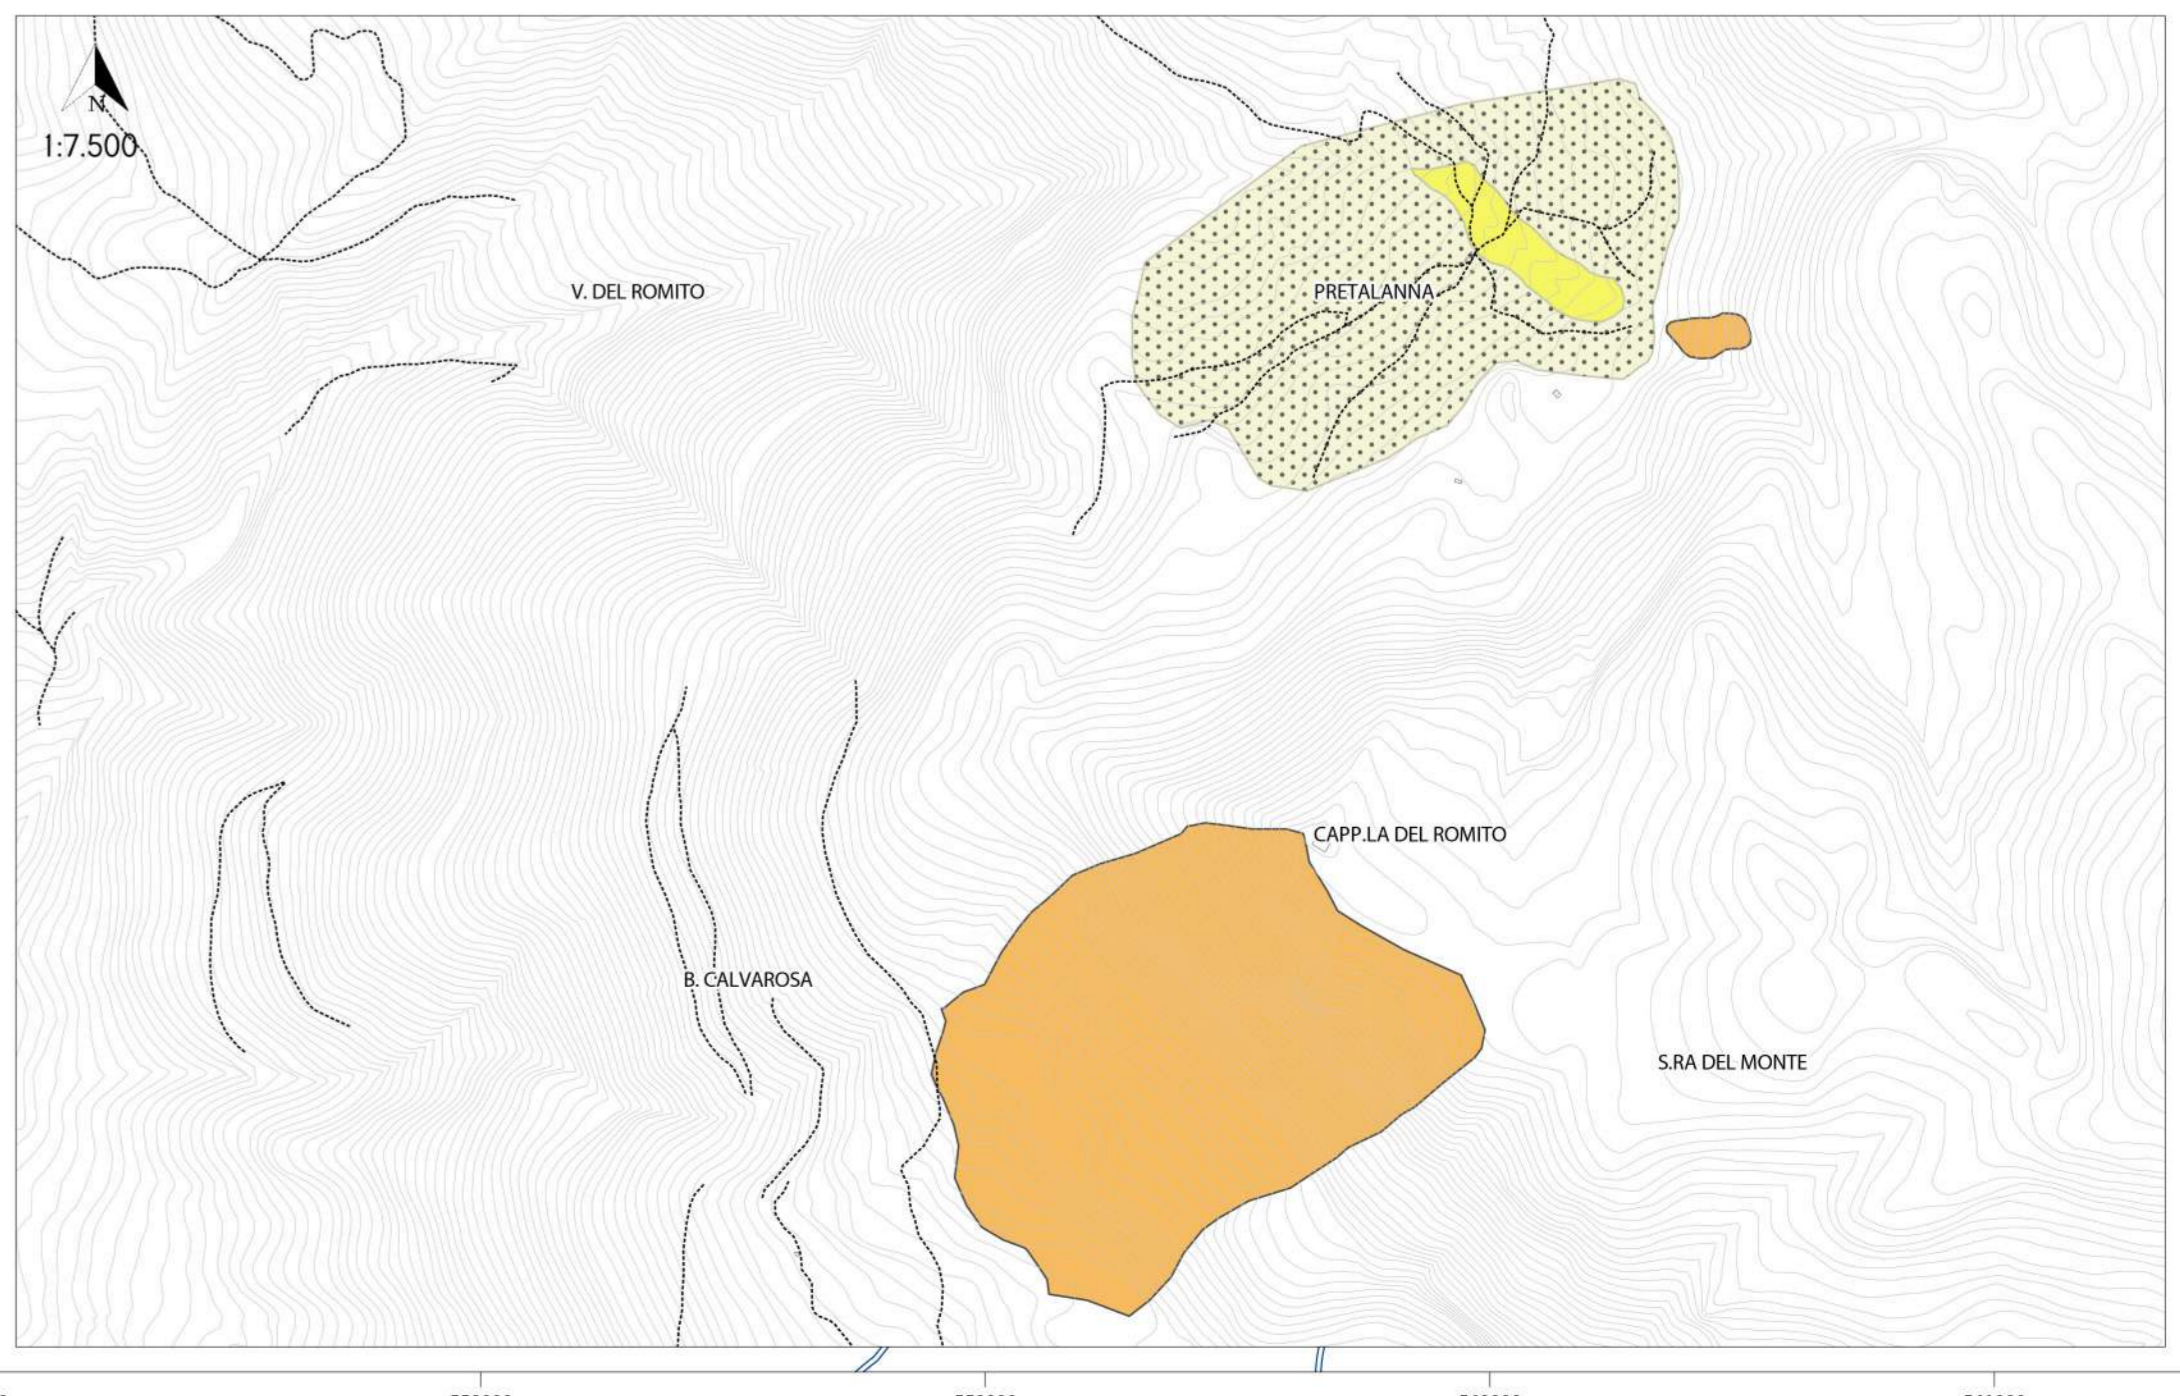 N
1:7.500
V. DEL ROMITO
PRETALANNA
CAPP.LA DEL ROMITO
B. CALVAROSA
S.RA DEL MONTE